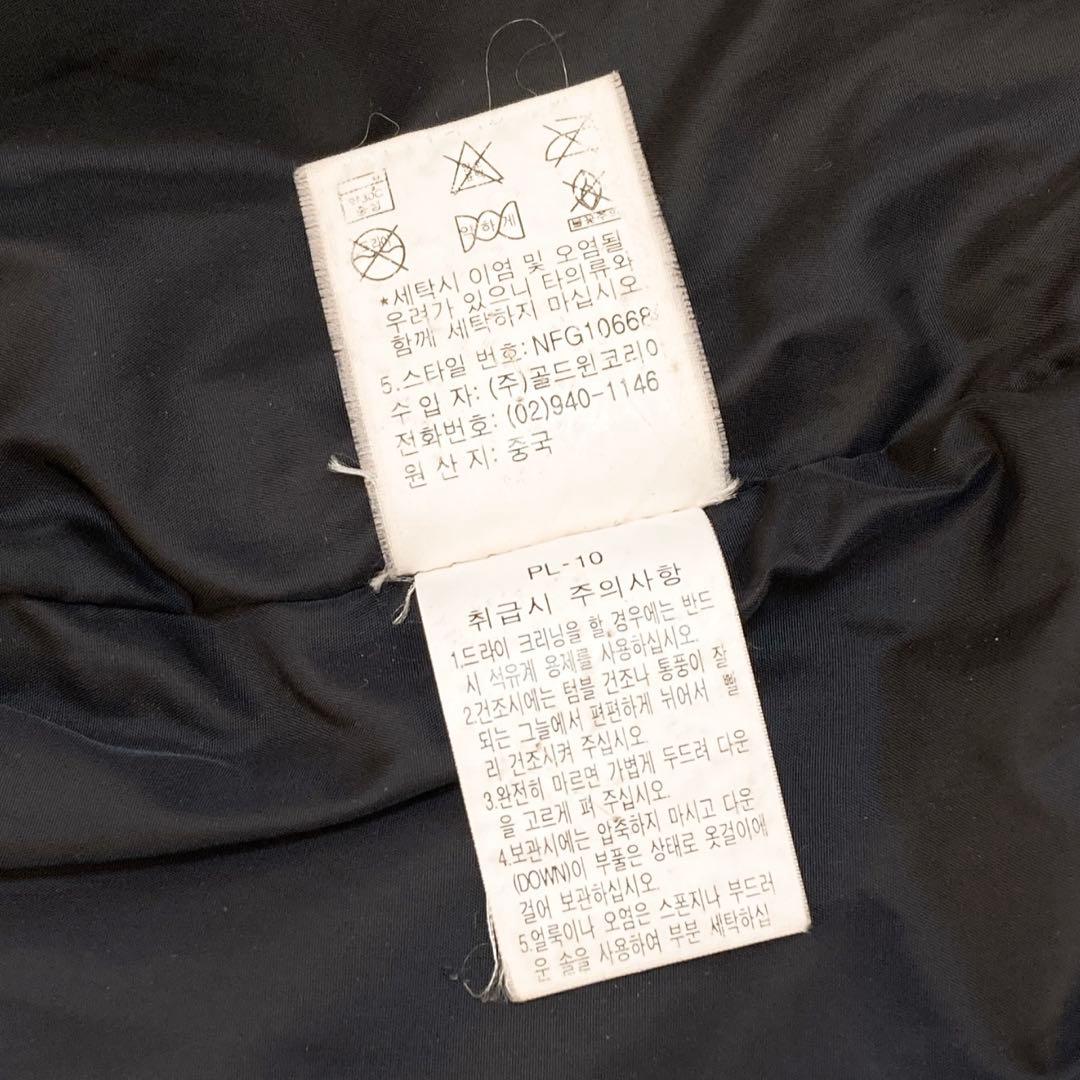 약30℃
중성
드라이
약하게
*세탁시 이염 및 오염될
우려가 있으니 타의류와
함께 세탁하지 마십시오
5.스타일 번호:NFG10668
수 입 자: (주)골드윈코리아
전화번호: (02)940-1146
원 산 지: 중국
PL-10
취급시 주의사항
1.드라이 크리닝을 할 경우에는 반드
시 석유계 용제를 사용하십시오.
2.건조시에는 텀블 건조나 통풍이 잘
되는 그늘에서 편편하게 뉘어서
리 건조시켜 주십시오
3.완전히 마르면 가볍게 두드려 다운
을 고르게 펴 주십시오.
4.보관시에는 압축하지 마시고 다운
(DOWN)이 부풀은 상태로 옷걸이에
걸어 보관하십시오.
5.얼룩이나 오염은 스폰지나 부드러
운 솔을 사용하여 부분 세탁하십